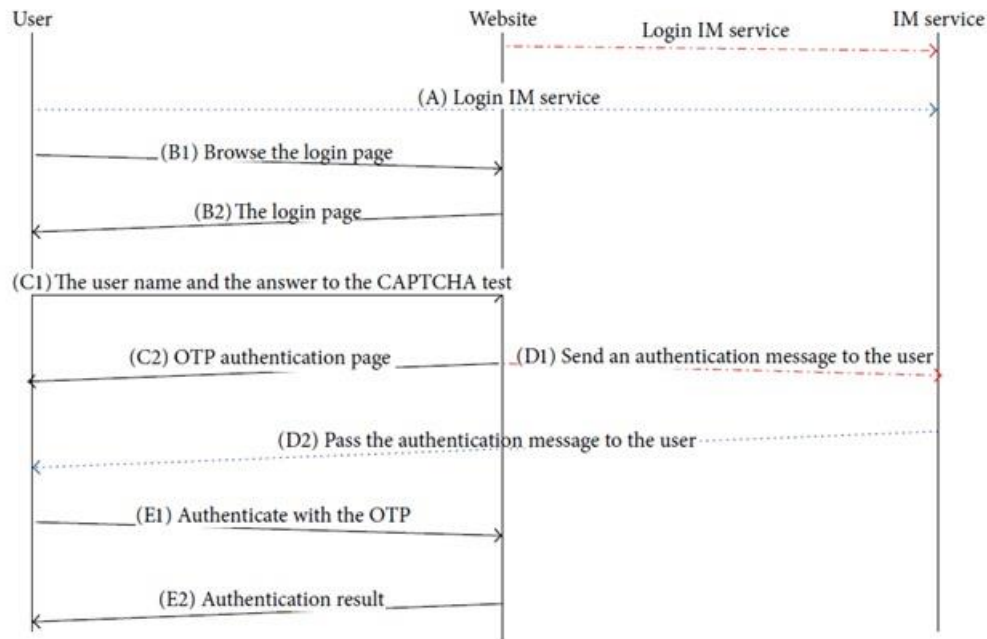 User
Website
IM service
Login IM service
(A) Login IM service
(B1) Browse the login page
(B2) The login page
(C1) The user name and the answer to the CAPTCHA test
(C2) OTP authentication page
(D1) Send an authentication message to the user
(D2) Pass the authentication message to the user
(E1) Authenticate with the OTP
(E2) Authentication result